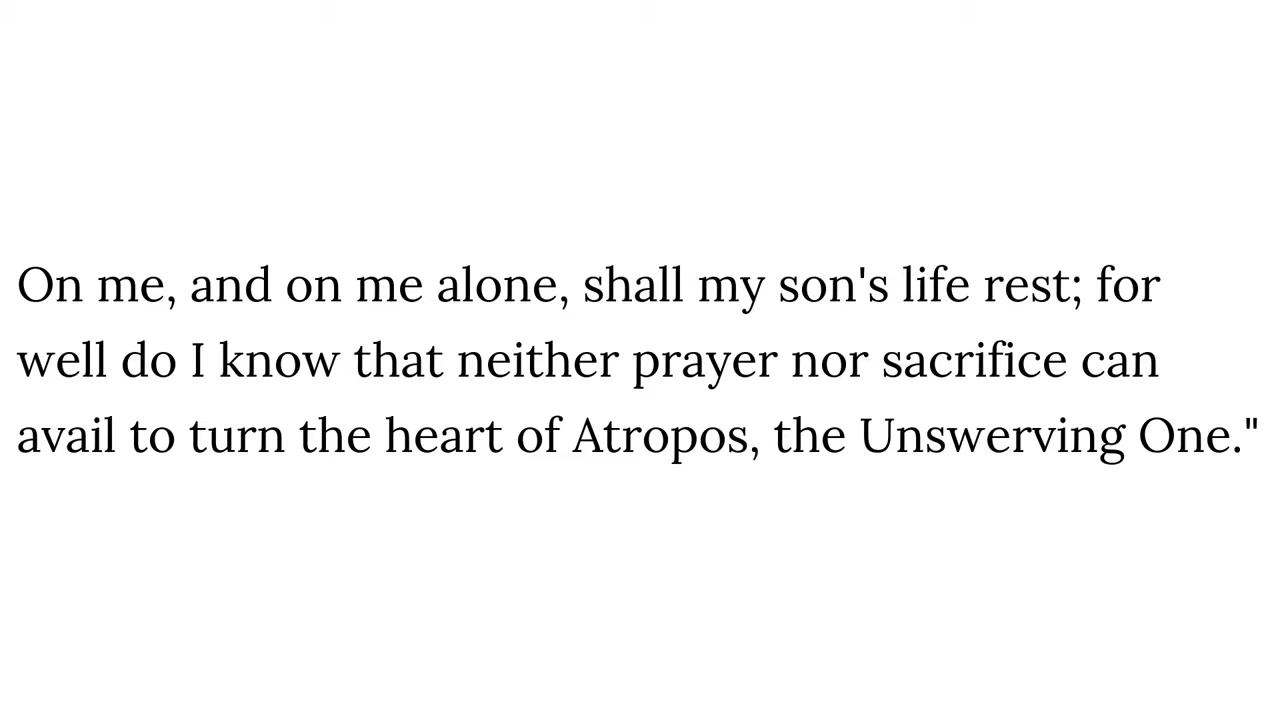 On me, and on me alone, shall my son's life rest; for
well do I know that neither prayer nor sacrifice can
avail to turn the heart of Atropos, the Unswerving One."